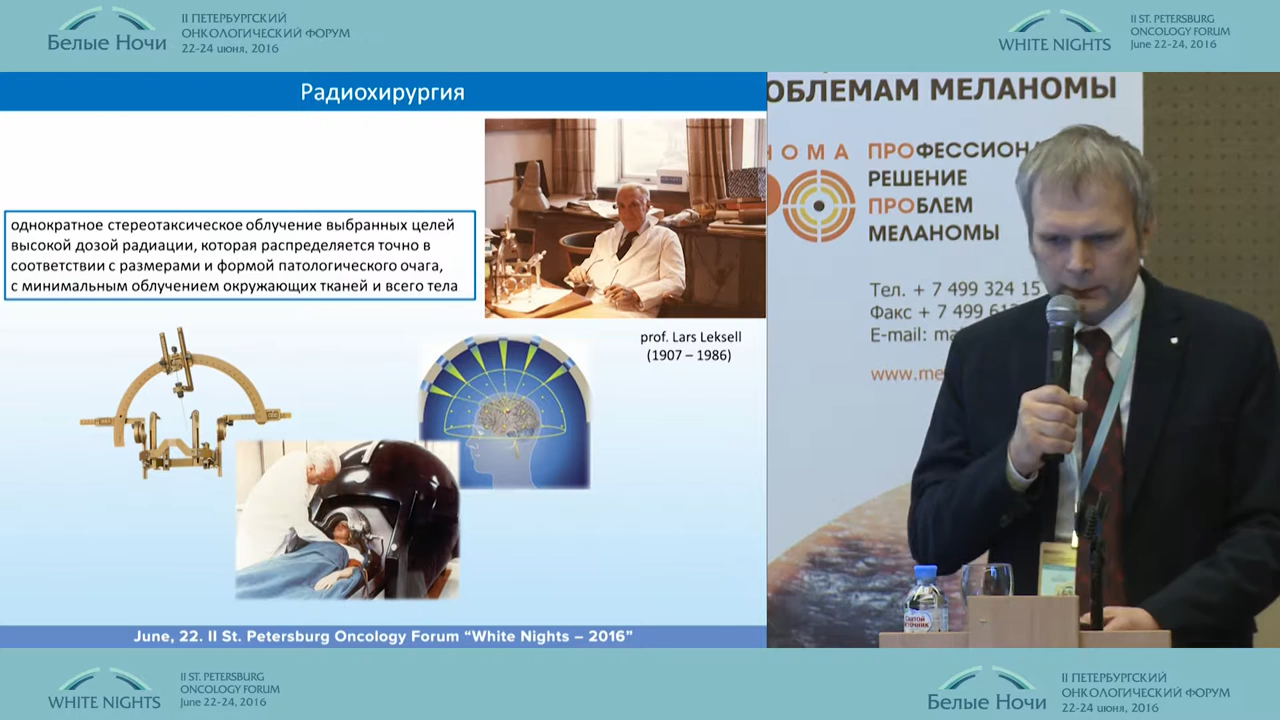 Белые Ночи
II ПЕТЕРБУРГСКИЙ
ОНКОЛОГИЧЕСКИЙ ФОРУМ
22-24 июня, 2016
WHITE NIGHTS
II ST. PETERSBURG
ONCOLOGY FORUM
June 22-24, 2016
Радиохирургия
однократное стереотаксическое облучение выбранных целей
высокой дозой радиации, которая распределяется точно в
соответствии с размерами и формой патологического очага,
с минимальным облучением окружающих тканей и всего тела
prof. Lars Leksell
(1907 – 1986)
June, 22. II St. Petersburg Oncology Forum “White Nights – 2016”
ОБЛЕМАМ МЕЛАНОМЫ
НОМА
ПРОФЕССИОН
РЕШЕНИЕ
ПРОБЛЕМ
МЕЛАНОМЫ
Тел. + 7 499 324 15
Факс + 7 499 61
E-mail: ma
www.me
WHITE NIGHTS
II ST. PETERSBURG
ONCOLOGY FORUM
June 22-24, 2016
Белые Ночи
II ПЕТЕРБУРГСКИЙ
ОНКОЛОГИЧЕСКИЙ ФОРУМ
22-24 июня, 2016